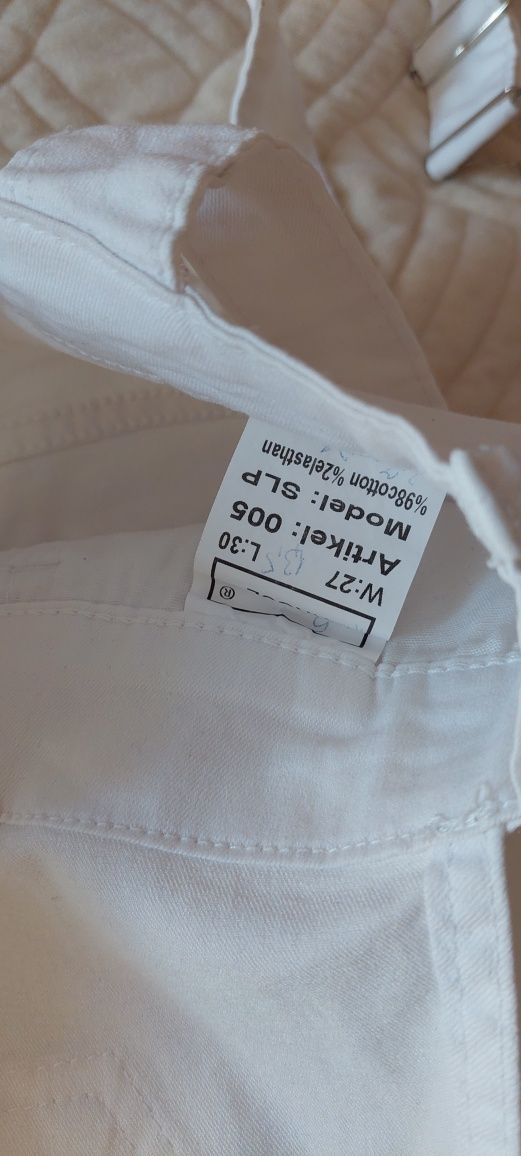 ®
W:27 L:30
Artikel: 005
Model: SLP
%98cotton %2elasthan